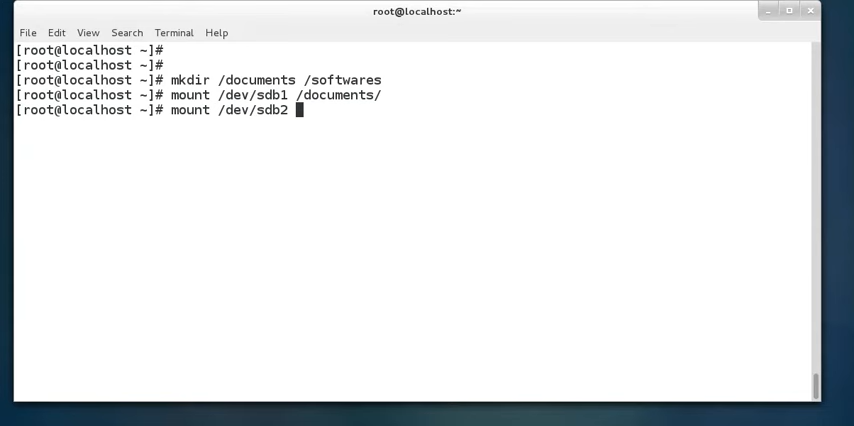 root@localhost:~
File Edit View Search Terminal Help
[root@localhost ~]#
[root@localhost ~]#
[root@localhost ~]# mkdir /documents /softwares
[root@localhost ~]# mount /dev/sdb1 /documents/
[root@localhost ~]# mount /dev/sdb2